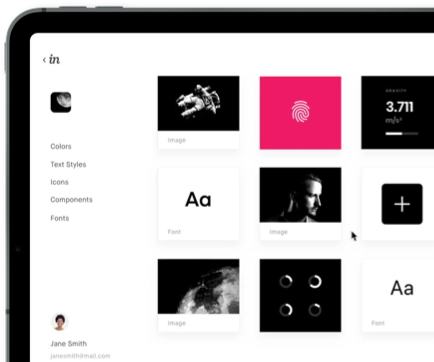 ‹ in
Colors
Text Styles
Icons
Components
Fonts
Jane Smith
janesmith@mail.com
Image
GRAVITY
3.711
m/s²
Aa
Font
Image
Image
Aa
Font